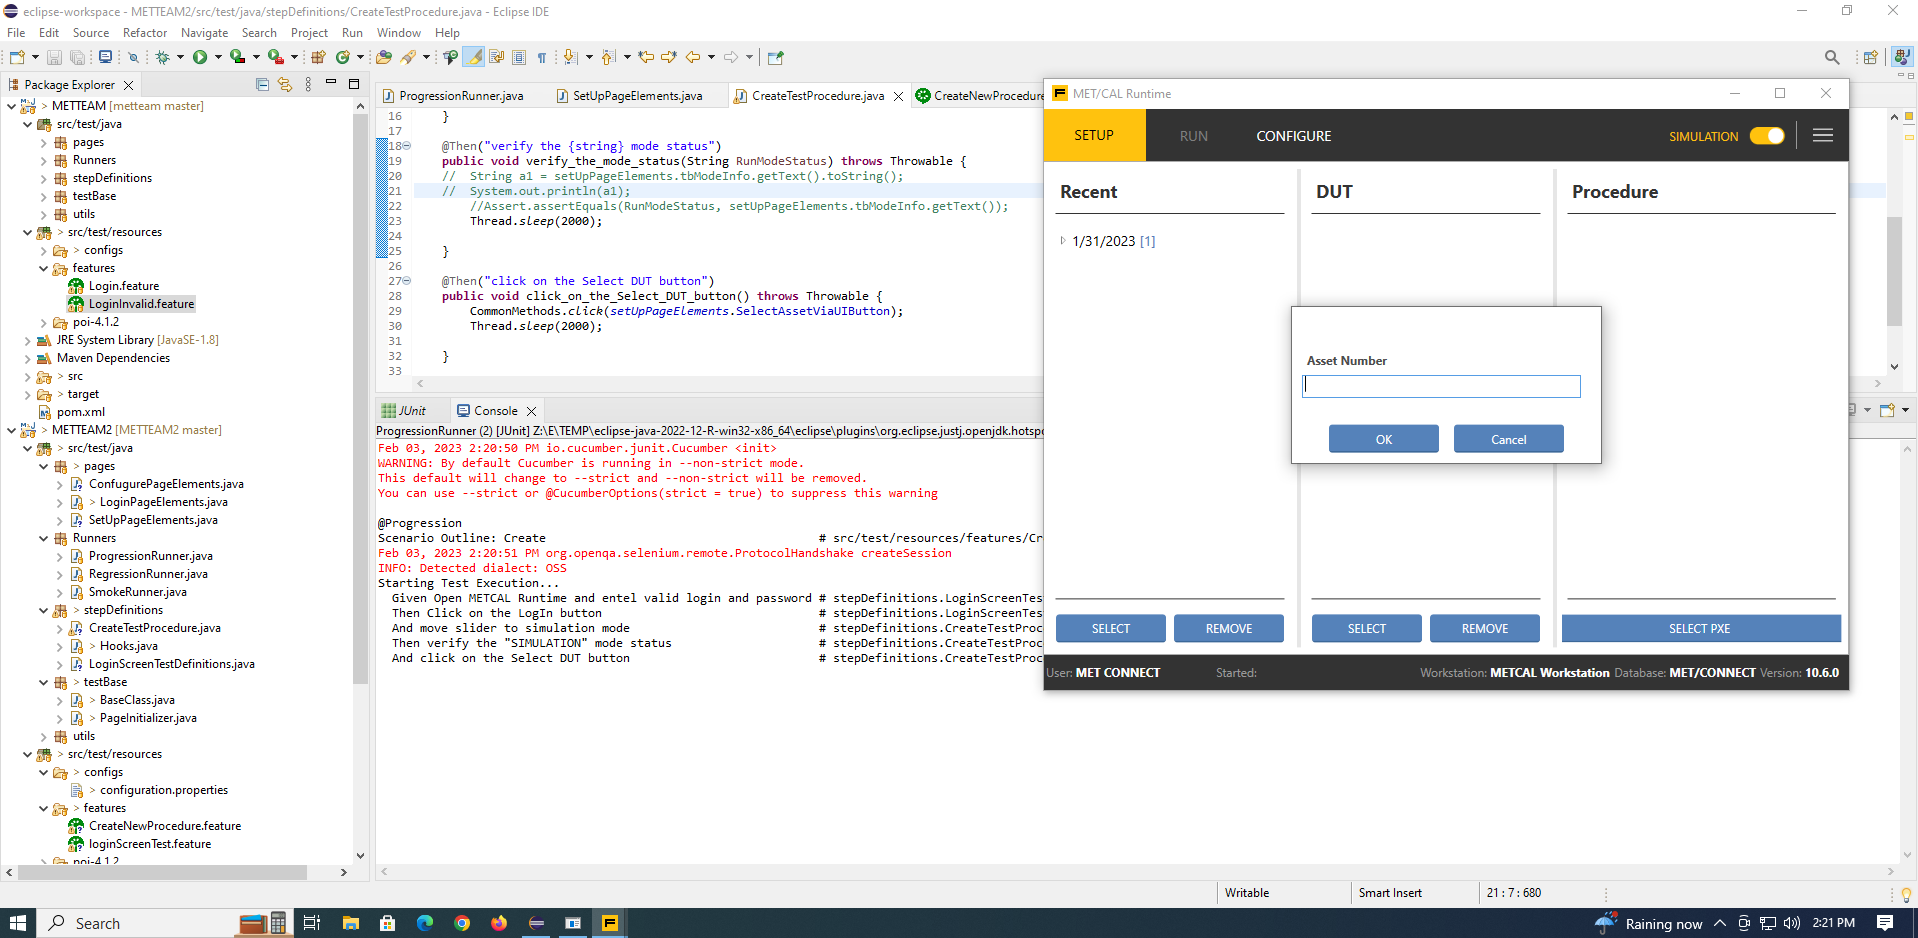 eclipse-workspace - METTEAM2/src/test/java/stepDefinitions/CreateTestProcedure.java - Eclipse IDE
File Edit Source Refactor Navigate Search Project Run Window Help
Package Explorer
> METTEAM [metteam master]
src/test/java
pages
Runners
stepDefinitions
testBase
utils
> src/test/resources
> configs
features
Login.feature
LoginInvalid.feature
poi-4.1.2
JRE System Library [JavaSE-1.8]
Maven Dependencies
> src
> target
pom.xml
> METTEAM2 [METTEAM2 master]
> src/test/java
> pages
ConfugurePageElements.java
> LoginPageElements.java
SetUpPageElements.java
Runners
ProgressionRunner.java
RegressionRunner.java
SmokeRunner.java
> stepDefinitions
CreateTestProcedure.java
> Hooks.java
LoginScreenTestDefinitions.java
> testBase
> BaseClass.java
> PageInitializer.java
utils
> src/test/resources
> configs
> configuration.properties
> features
CreateNewProcedure.feature
loginScreenTest.feature
poi-4.1.2
ProgressionRunner.java SetUpPageElements.java CreateTestProcedure.java CreateNewProcedure
16 }
17
18 @Then("verify the {string} mode status")
19 public void verify_the_mode_status(String RunModeStatus) throws Throwable {
20 // String a1 = setUpPageElements.tbModeInfo.getText().toString();
21 // System.out.println(a1);
22 //Assert.assertEquals(RunModeStatus, setUpPageElements.tbModeInfo.getText());
23 Thread.sleep(2000);
24
25 }
26
27 @Then("click on the Select DUT button")
28 public void click_on_the_Select_DUT_button() throws Throwable {
29 CommonMethods.click(setUpPageElements.SelectAssetViaUIButton);
30 Thread.sleep(2000);
31
32 }
33
JUnit Console
ProgressionRunner (2) [JUnit] Z:\E\TEMP\eclipse-java-2022-12-R-win32-x86_64\eclipse\plugins\org.eclipse.justj.openjdk.hotspo
Feb 03, 2023 2:20:50 PM io.cucumber.junit.Cucumber <init>
WARNING: By default Cucumber is running in --non-strict mode.
This default will change to --strict and --non-strict will be removed.
You can use --strict or @CucumberOptions(strict = true) to suppress this warning
@Progression
Scenario Outline: Create # src/test/resources/features/Cr
Feb 03, 2023 2:20:51 PM org.openqa.selenium.remote.ProtocolHandshake createSession
INFO: Detected dialect: OSS
Starting Test Execution...
Given Open METCAL Runtime and entel valid login and password # stepDefinitions.LoginScreenTes
Then Click on the LogIn button # stepDefinitions.LoginScreenTes
And move slider to simulation mode # stepDefinitions.CreateTestProc
Then verify the "SIMULATION" mode status # stepDefinitions.CreateTestProc
And click on the Select DUT button # stepDefinitions.CreateTestProc
MET/CAL Runtime
SETUP RUN CONFIGURE SIMULATION
Recent DUT Procedure
1/31/2023 [1]
Asset Number
OK Cancel
SELECT REMOVE SELECT REMOVE SELECT PXE
User: MET CONNECT Started: Workstation: METCAL Workstation Database: MET/CONNECT Version: 10.6.0
Writable Smart Insert 21 : 7 : 680
Search Raining now 2:21 PM